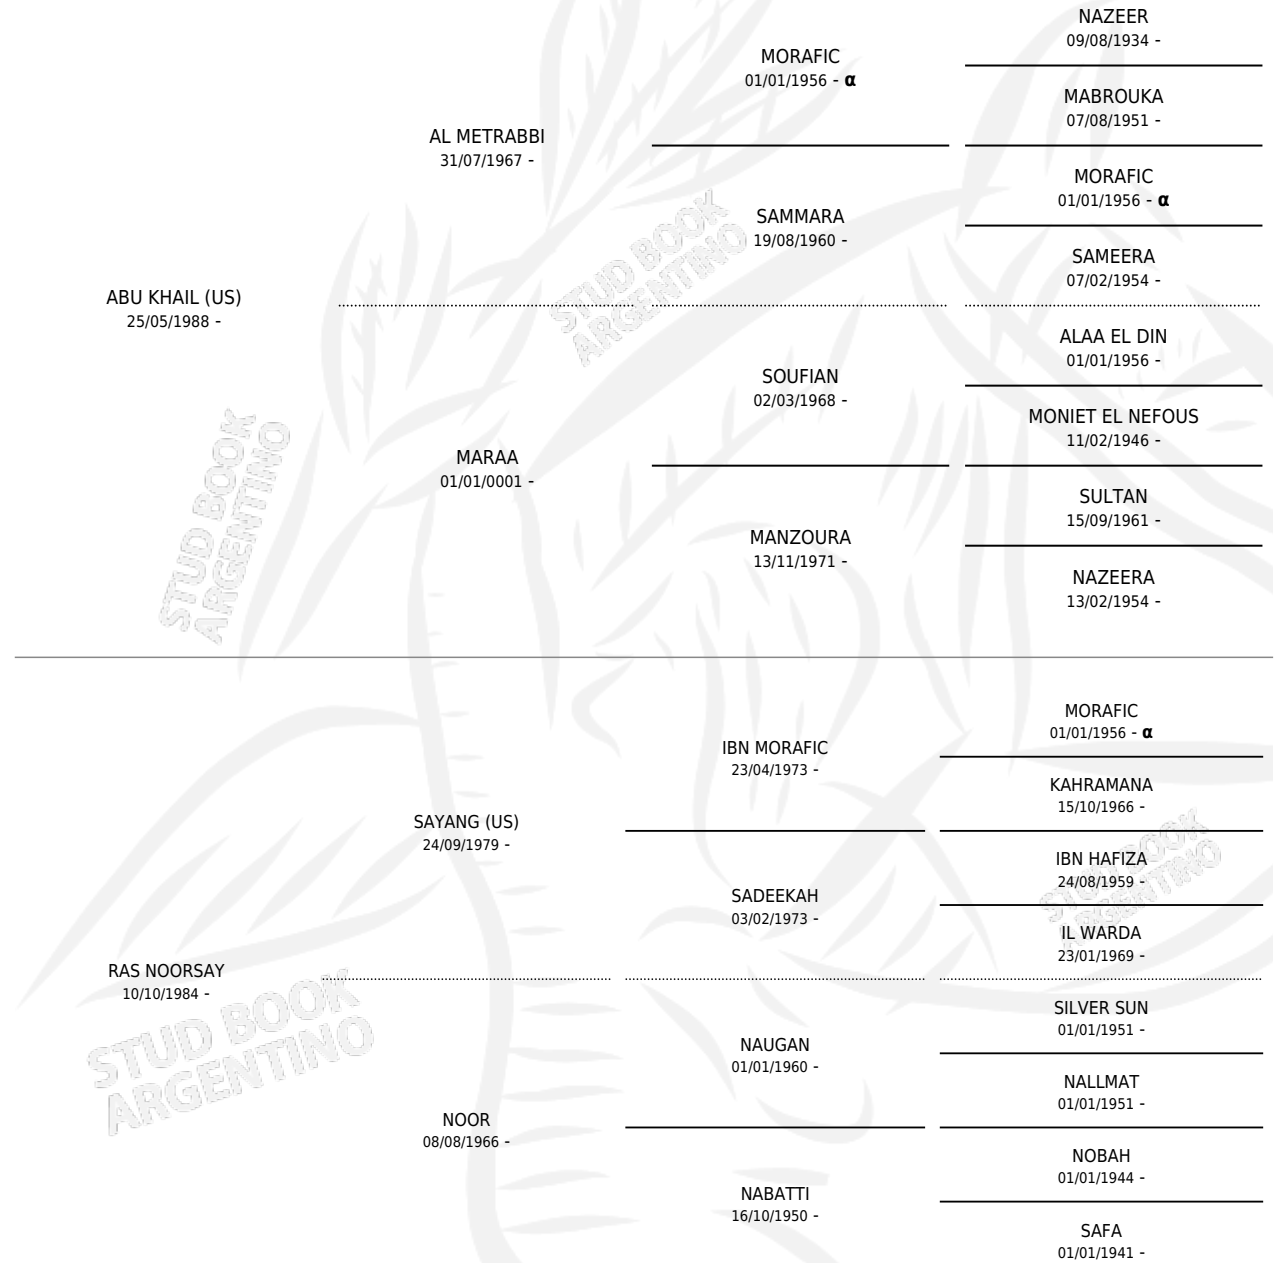 NAZEER
09/08/1934 -
MORAFIC
01/01/1956 - α
MABROUKA
07/08/1951 -
AL METRABBI
31/07/1967 -
MORAFIC
01/01/1956 - α
SAMMARA
19/08/1960 -
SAMEERA
07/02/1954 -
ABU KHAIL (US)
25/05/1988 -
ALAA EL DIN
01/01/1956 -
SOUFIAN
02/03/1968 -
MONIET EL NEFOUS
11/02/1946 -
MARAA
01/01/0001 -
SULTAN
15/09/1961 -
MANZOURA
13/11/1971 -
NAZEERA
13/02/1954 -
STUD BOOK
ARGENTINO
STUD BOOK
ARGENTINO
MORAFIC
01/01/1956 - α
IBN MORAFIC
23/04/1973 -
KAHRAMANA
15/10/1966 -
SAYANG (US)
24/09/1979 -
IBN HAFIZA
24/08/1959 -
SADEEKAH
03/02/1973 -
IL WARDA
23/01/1969 -
RAS NOORSAY
10/10/1984 -
SILVER SUN
01/01/1951 -
NAUGAN
01/01/1960 -
NALLMAT
01/01/1951 -
NOOR
08/08/1966 -
NOBAH
01/01/1944 -
NABATTI
16/10/1950 -
SAFA
01/01/1941 -
STUD BOOK
ARGENTINO
STUD BOOK
ARGENTINO